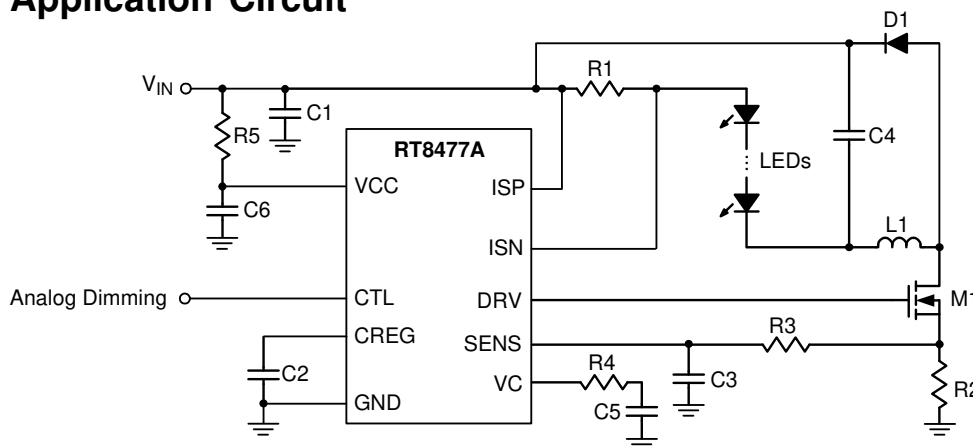 Application Circuit
D1
VIN
R1
C1
R5
RT8477A
C4
LEDs
VCC
ISP
C6
L1
ISN
Analog Dimming
CTL
DRV
M1
CREG
SENS
R3
C2
VC
R4
C3
R2
GND
C5